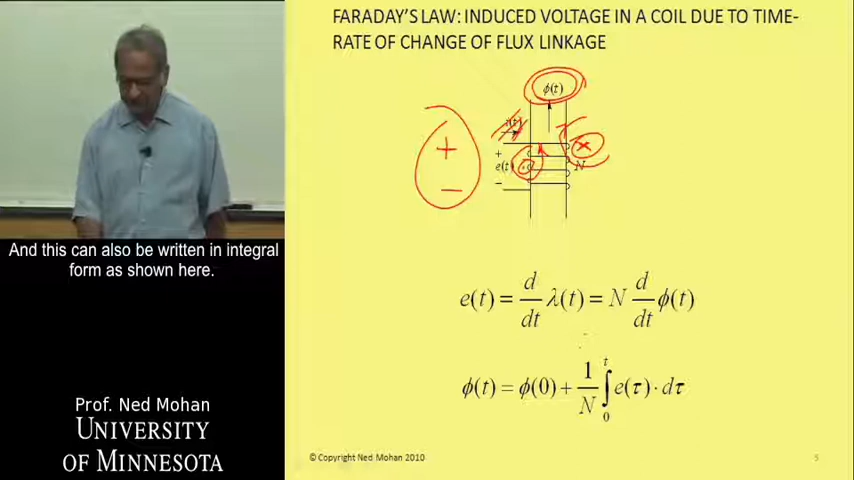 FARADAY'S LAW: INDUCED VOLTAGE IN A COIL DUE TO TIME-
RATE OF CHANGE OF FLUX LINKAGE
ϕ(t)
i(t)
+
+
e(t)
N
−
−
And this can also be written in integral
form as shown here.
e(t) = d/dt λ(t) = N d/dt ϕ(t)
ϕ(t) = ϕ(0) + 1/N ∫₀ᵗ e(τ) · dτ
Prof. Ned Mohan
UNIVERSITY
OF MINNESOTA
© Copyright Ned Mohan 2010
5